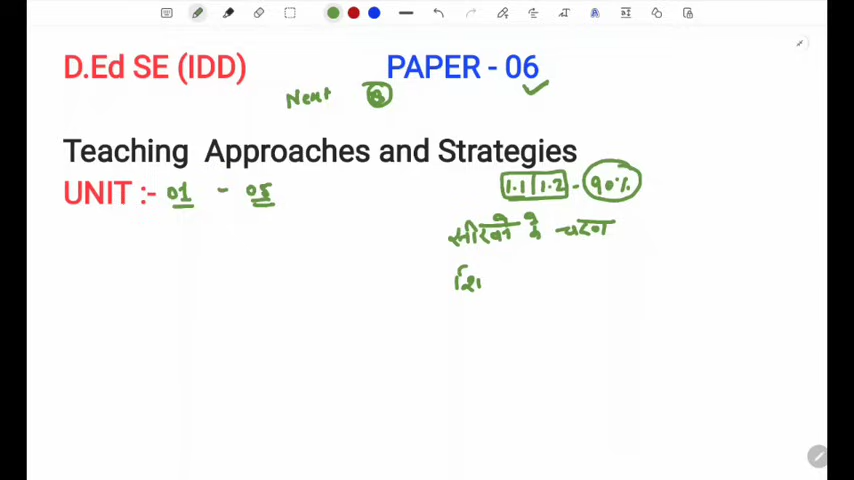 D.Ed SE (IDD) PAPER - 06
Next
Teaching Approaches and Strategies
UNIT :- 01 - 05 1.1 1.2 - 90%
सीखने के चरण
शि